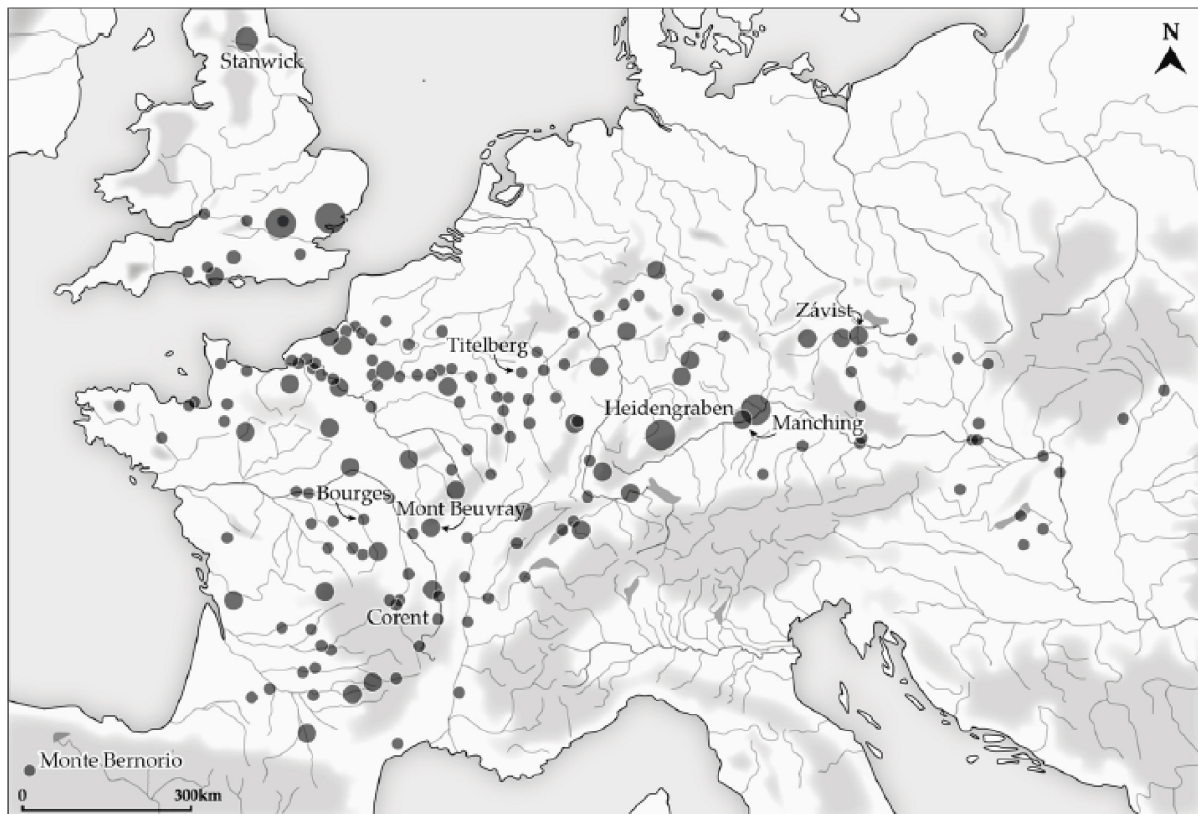 N
Stanwick
Závist
Titelberg
Heidengraben
Manching
Bourges
Mont Beuvray
Corent
Monte Bernorio
0
300km